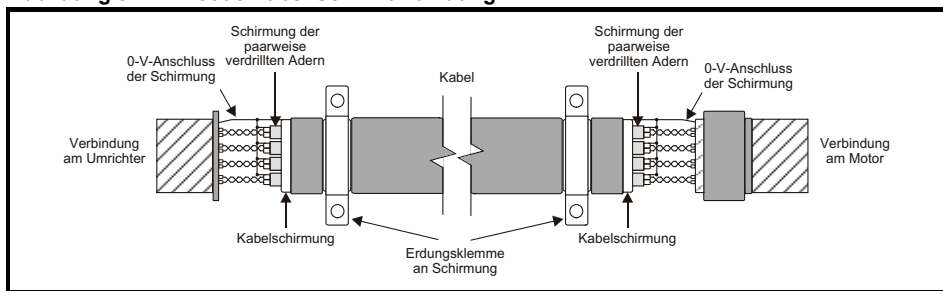 Schirmung der
paarweise
verdrillten Adern
0-V-Anschluss
der Schirmung
Kabel
Schirmung der
paarweise
verdrillten Adern
0-V-Anschluss
der Schirmung
Verbindung
am Umrichter
Verbindung
am Motor
Kabelschirmung
Erdungsklemme
an Schirmung
Kabelschirmung